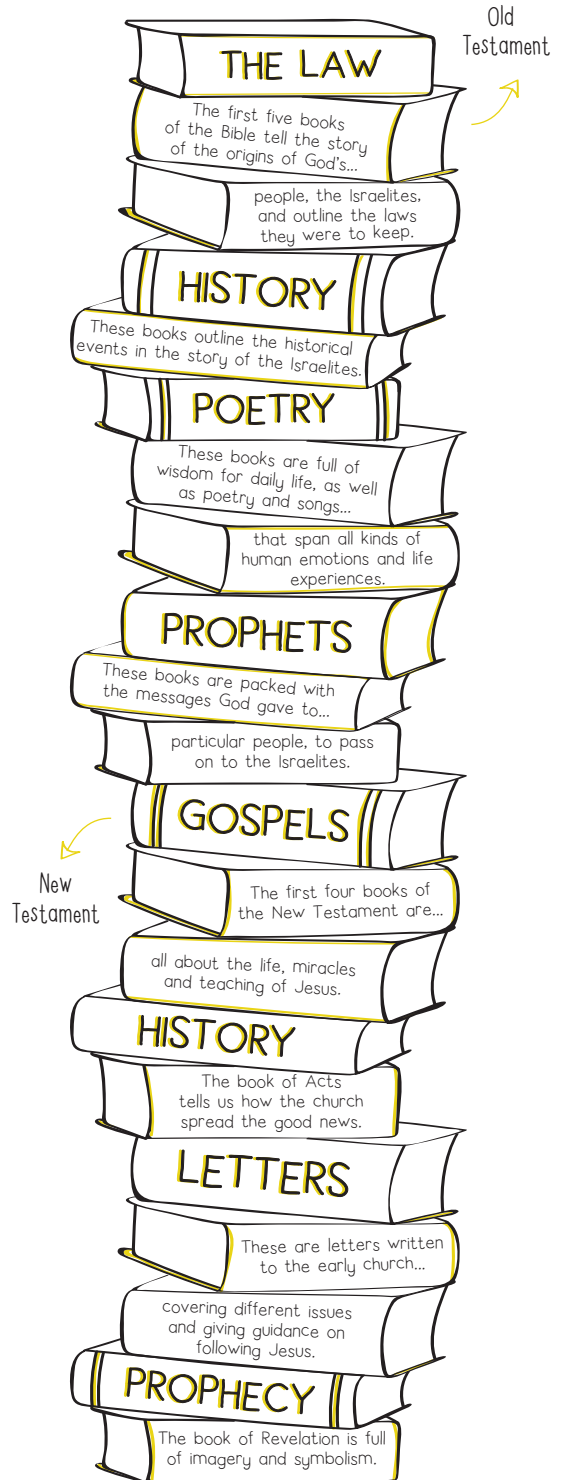 Old
Testament
THE LAW
The first five books
of the Bible tell the story
of the origins of God's...
people, the Israelites,
and outline the laws
they were to keep.
HISTORY
These books outline the historical
events in the story of the Israelites.
POETRY
These books are full of
wisdom for daily life, as well
as poetry and songs...
that span all kinds of
human emotions and life
experiences.
PROPHETS
These books are packed with
the messages God gave to...
particular people, to pass
on to the Israelites.
GOSPELS
New
Testament
The first four books of
the New Testament are...
all about the life, miracles
and teaching of Jesus.
HISTORY
The book of Acts
tells us how the church
spread the good news.
LETTERS
These are letters written
to the early church...
covering different issues
and giving guidance on
following Jesus.
PROPHECY
The book of Revelation is full
of imagery and symbolism.